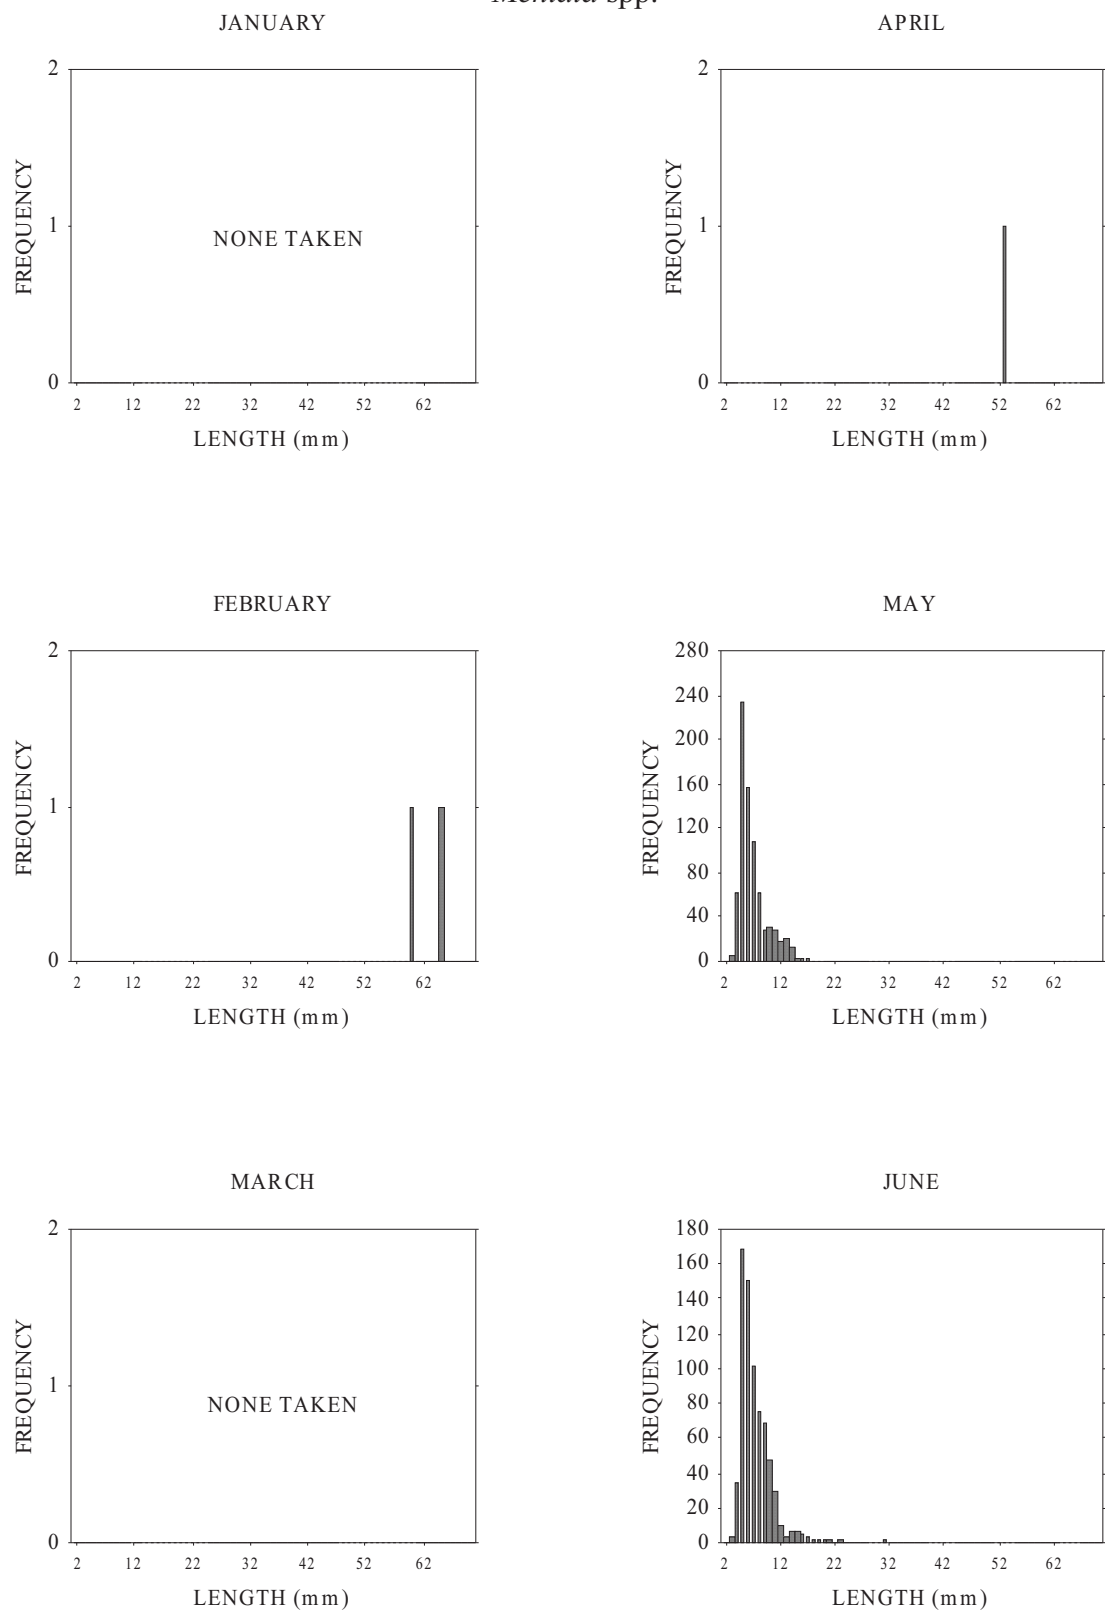 Menidia spp.
JANUARY
2
1
0
FREQUENCY
NONE TAKEN
2 12 22 32 42 52 62
LENGTH (mm)
APRIL
2
1
0
FREQUENCY
2 12 22 32 42 52 62
LENGTH (mm)
FEBRUARY
2
1
0
FREQUENCY
2 12 22 32 42 52 62
LENGTH (mm)
MAY
280
240
200
160
120
80
40
0
FREQUENCY
2 12 22 32 42 52 62
LENGTH (mm)
MARCH
2
1
0
FREQUENCY
NONE TAKEN
2 12 22 32 42 52 62
LENGTH (mm)
JUNE
180
160
140
120
100
80
60
40
20
0
FREQUENCY
2 12 22 32 42 52 62
LENGTH (mm)